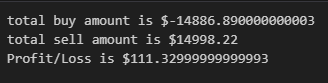 total buy amount is $-14886.890000000003
total sell amount is $14998.22
Profit/Loss is $111.32999999999993